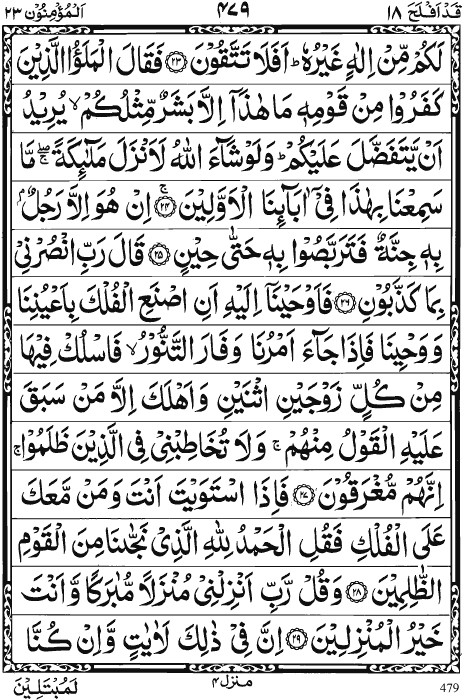 قَدْ اَفْلَحَ ١٨ ٤٧٩ اَلْمُؤْمِنُوْن ٢٣
لَكُمْ مِّنْ اِلٰهٍ غَيْرُهٗ ؕ اَفَلَا تَتَّقُوْنَ ﴿٢٣﴾ فَقَالَ الْمَلَؤُا الَّذِيْنَ
كَفَرُوْا مِنْ قَوْمِهٖ مَا هٰذَاۤ اِلَّا بَشَرٌ مِّثْلُكُمْ ۙ يُرِيْدُ
اَنْ يَّتَفَضَّلَ عَلَيْكُمْ ؕ وَلَوْ شَآءَ اللّٰهُ لَاَنْزَلَ مَلٰٓئِكَةً ۖۚ مَّا
سَمِعْنَا بِهٰذَا فِيْۤ اٰبَآئِنَا الْاَوَّلِيْنَ ۚ﴿٢٤﴾ اِنْ هُوَ اِلَّا رَجُلٌۢ
بِهٖ جِنَّةٌ فَتَرَبَّصُوْا بِهٖ حَتّٰى حِيْنٍ ﴿٢٥﴾ قَالَ رَبِّ انْصُرْنِيْ
بِمَا كَذَّبُوْنِ ﴿٢٦﴾ فَاَوْحَيْنَاۤ اِلَيْهِ اَنِ اصْنَعِ الْفُلْكَ بِاَعْيُنِنَا
وَوَحْيِنَا فَاِذَا جَآءَ اَمْرُنَا وَفَارَ التَّنُّوْرُ ۙ فَاسْلُكْ فِيْهَا
مِنْ كُلٍّ زَوْجَيْنِ اثْنَيْنِ وَاَهْلَكَ اِلَّا مَنْ سَبَقَ
عَلَيْهِ الْقَوْلُ مِنْهُمْ ۚ وَلَا تُخَاطِبْنِيْ فِي الَّذِيْنَ ظَلَمُوْا ۚ
اِنَّهُمْ مُّغْرَقُوْنَ ﴿٢٧﴾ فَاِذَا اسْتَوَيْتَ اَنْتَ وَمَنْ مَّعَكَ
عَلَى الْفُلْكِ فَقُلِ الْحَمْدُ لِلّٰهِ الَّذِيْ نَجّٰىنَا مِنَ الْقَوْمِ
الظّٰلِمِيْنَ ﴿٢٨﴾ وَقُلْ رَّبِّ اَنْزِلْنِيْ مُنْزَلًا مُّبٰرَكًا وَّاَنْتَ
خَيْرُ الْمُنْزِلِيْنَ ﴿٢٩﴾ اِنَّ فِيْ ذٰلِكَ لَاٰيٰتٍ وَّاِنْ كُنَّا
منزل ٤
لَمُبْتَلِيْنَ
479